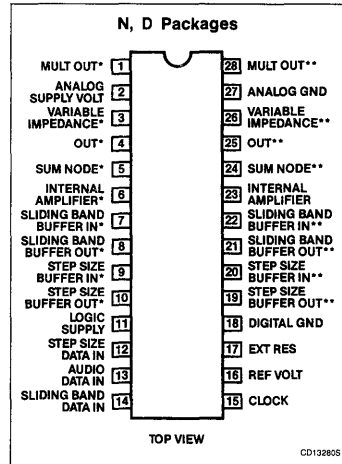 N, D Packages
MULT OUT* 1
ANALOG
SUPPLY VOLT 2
VARIABLE
IMPEDANCE* 3
OUT* 4
SUM NODE* 5
INTERNAL
AMPLIFIER* 6
SLIDING BAND
BUFFER IN* 7
SLIDING BAND
BUFFER OUT* 8
STEP SIZE
BUFFER IN* 9
STEP SIZE
BUFFER OUT* 10
LOGIC
SUPPLY 11
STEP SIZE
DATA IN 12
AUDIO
DATA IN 13
SLIDING BAND
DATA IN 14
28 MULT OUT**
27 ANALOG GND
26 VARIABLE
IMPEDANCE**
25 OUT**
24 SUM NODE**
23 INTERNAL
AMPLIFIER
22 SLIDING BAND
BUFFER IN**
21 SLIDING BAND
BUFFER OUT**
20 STEP SIZE
BUFFER IN**
19 STEP SIZE
BUFFER OUT**
18 DIGITAL GND
17 EXT RES
16 REF VOLT
15 CLOCK
TOP VIEW
CD13280S